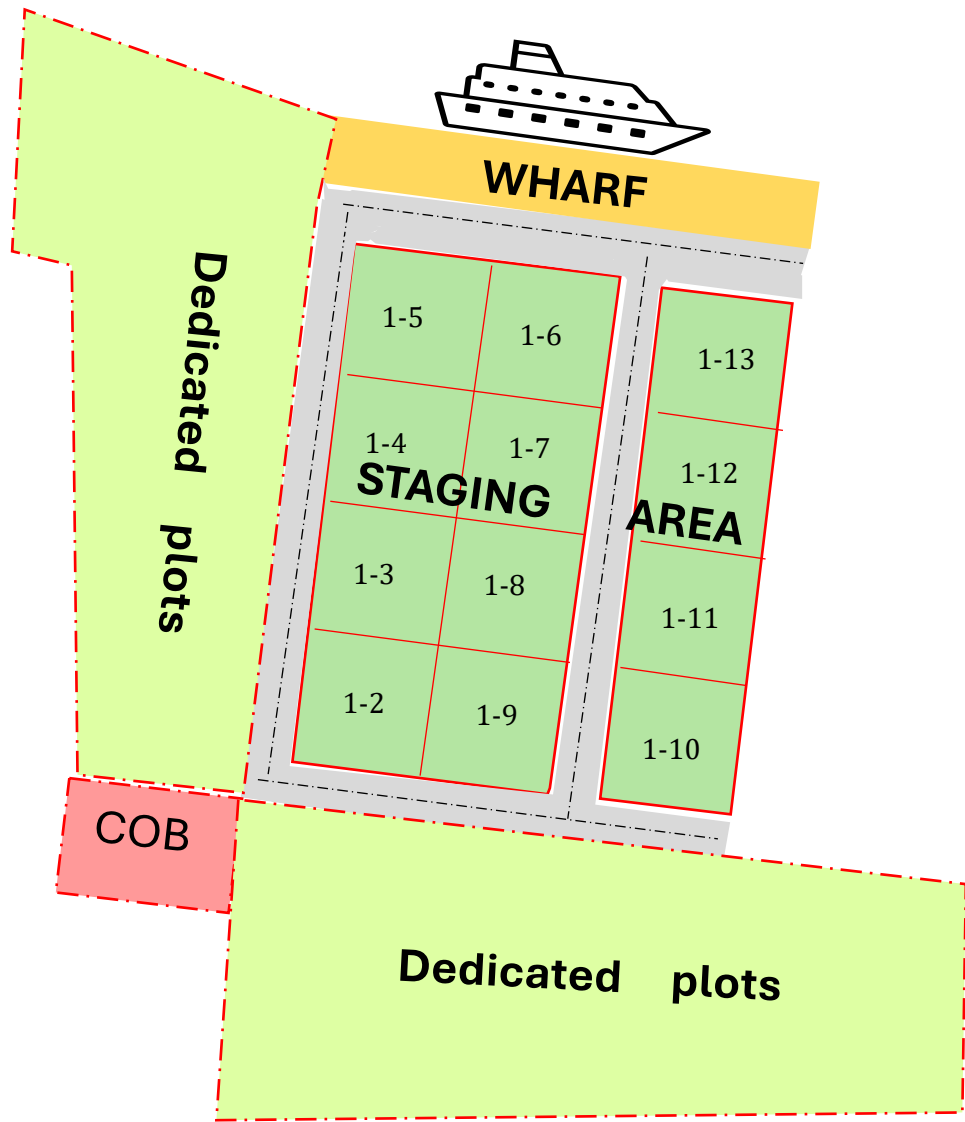 WHARF
Dedicated plots
1-5
1-6
1-13
1-4
1-7
1-12
STAGING AREA
1-3
1-8
1-11
1-2
1-9
1-10
COB
Dedicated plots